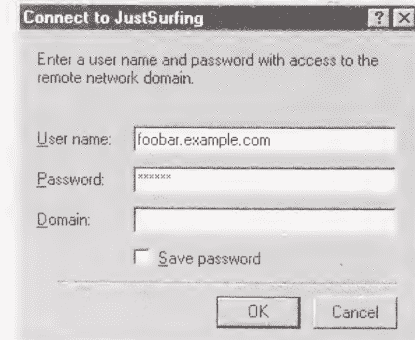 Connect to JustSurfing
Enter a user name and password with access to the
remote network domain.
User name: foobar.example.com
Password: xxxxxx
Domain:
Save password
OK Cancel